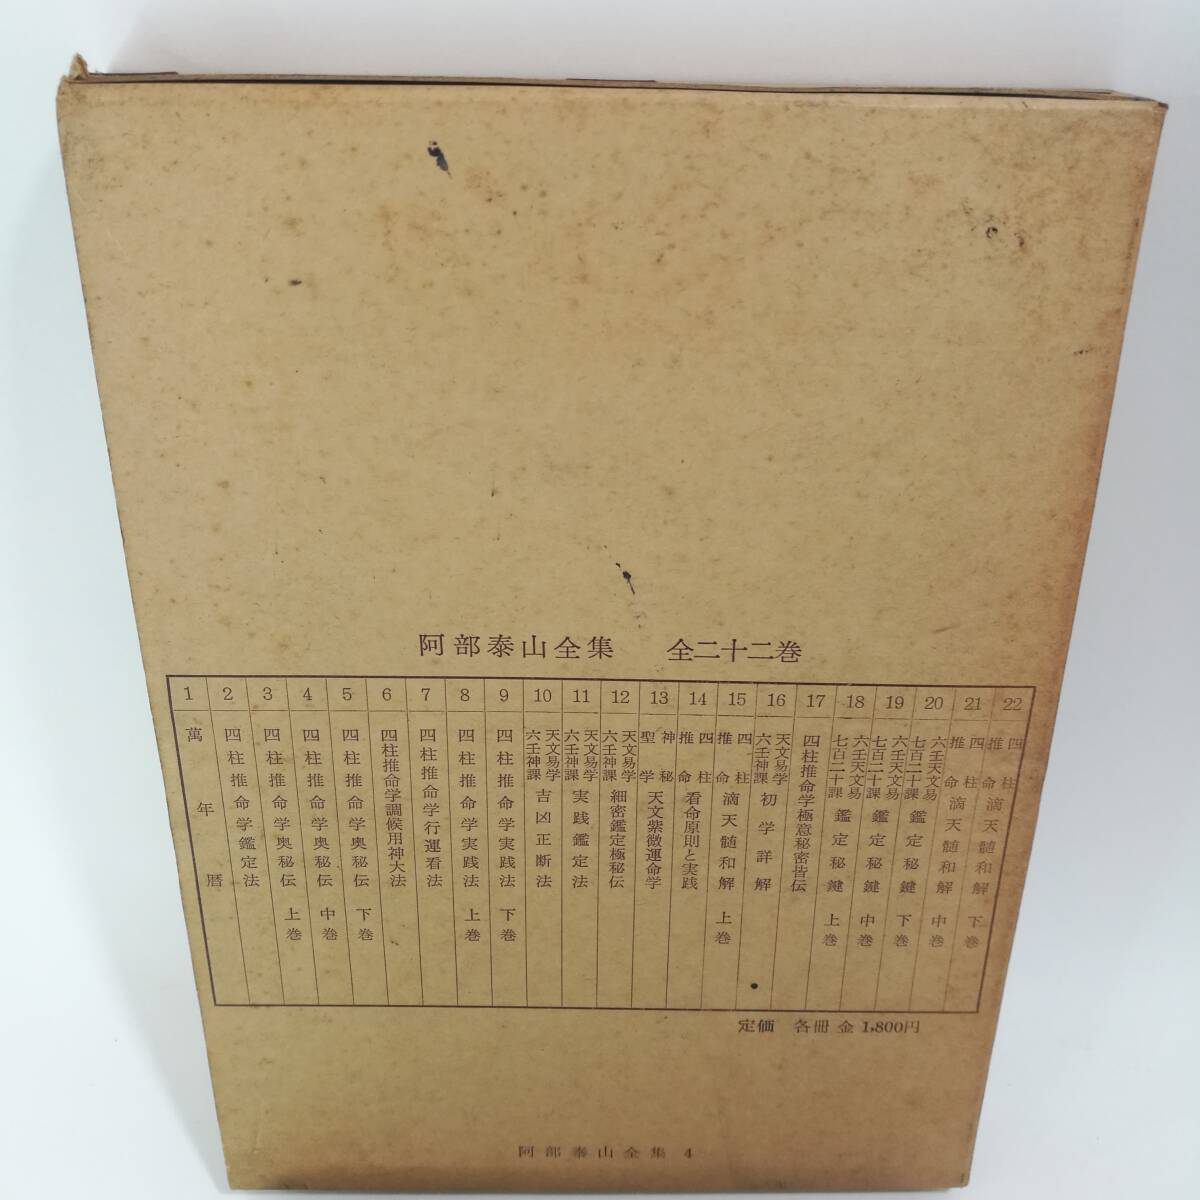 阿部泰山全集 全二十二巻
1 萬年暦
2 四柱推命学鑑定法
3 四柱推命学奥秘伝 上巻
4 四柱推命学奥秘伝 中巻
5 四柱推命学奥秘伝 下巻
6 四柱推命学調候用神大法
7 四柱推命学行運看法
8 四柱推命学実践法 上巻
9 四柱推命学実践法 下巻
10 天文易学六壬神課 吉凶正断法
11 天文易学六壬神課 実践鑑定法
12 天文易学六壬神課 細密鑑定極秘伝
13 神秘聖学 天文紫微運命学
14 四柱推命 看命原則と実践
15 四柱推命 滴天髄和解 上巻
16 天文易学六壬神課 初学詳解
17 四柱推命学極意秘密皆伝
18 六壬天文易七百二十課 鑑定秘鍵 上巻
19 六壬天文易七百二十課 鑑定秘鍵 中巻
20 六壬天文易七百二十課 鑑定秘鍵 下巻
21 四柱推命 滴天髄和解 中巻
22 四柱推命 滴天髄和解 下巻
定価 各冊 金 1,800円
阿部泰山全集 4